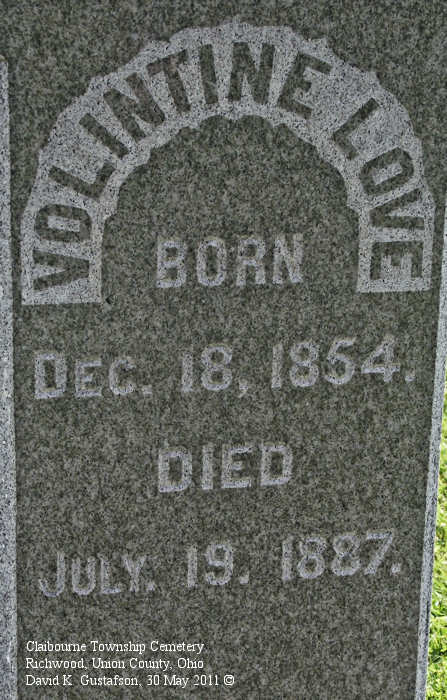 VOLINTINE LOVE
BORN
DEC. 18, 1854.
DIED
JULY. 19. 1887.
Claibourne Township Cemetery
Richwood, Union County, Ohio
David K. Gustafson, 30 May 2011 ©